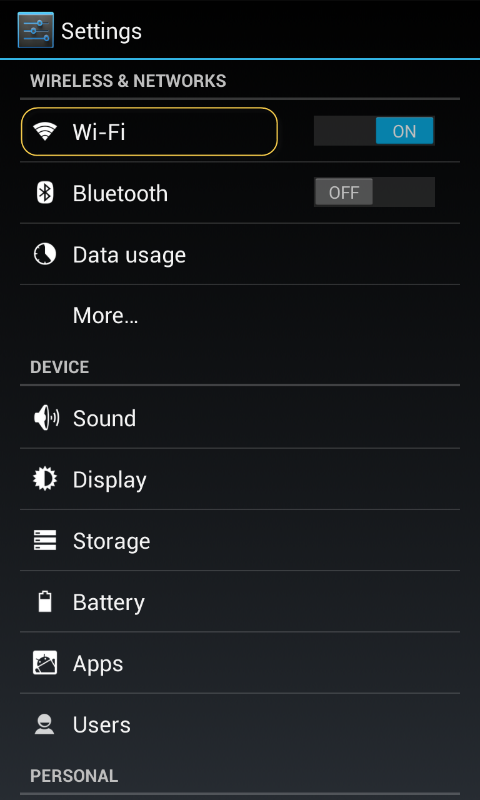 Settings
WIRELESS & NETWORKS
Wi-Fi ON
Bluetooth OFF
Data usage
More...
DEVICE
Sound
Display
Storage
Battery
Apps
Users
PERSONAL